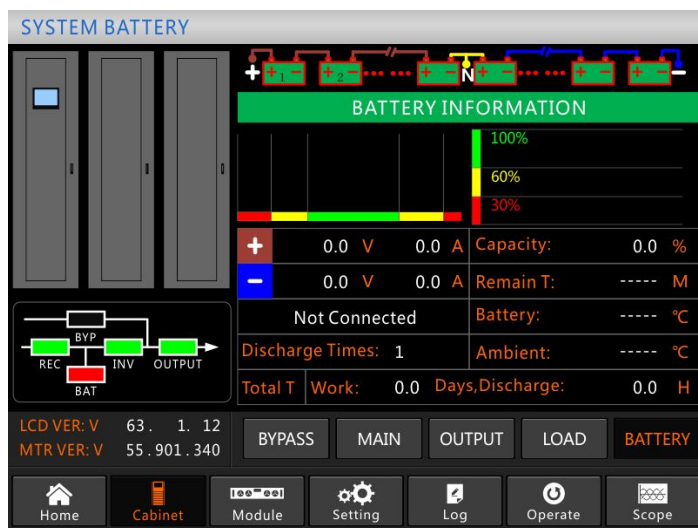 SYSTEM BATTERY
+ + - 1 + - 2 + - N + - + - + - -
BATTERY INFORMATION
100%
60%
30%
+ 0.0 V 0.0 A Capacity: 0.0 %
- 0.0 V 0.0 A Remain T: ----- M
Not Connected Battery: ----- ℃
Discharge Times: 1 Ambient: ----- ℃
Total T Work: 0.0 Days,Discharge: 0.0 H
BYP
REC INV OUTPUT
BAT
LCD VER: V 63. 1. 12
MTR VER: V 55.901.340
BYPASS MAIN OUTPUT LOAD BATTERY
Home Cabinet Module Setting Log Operate Scope